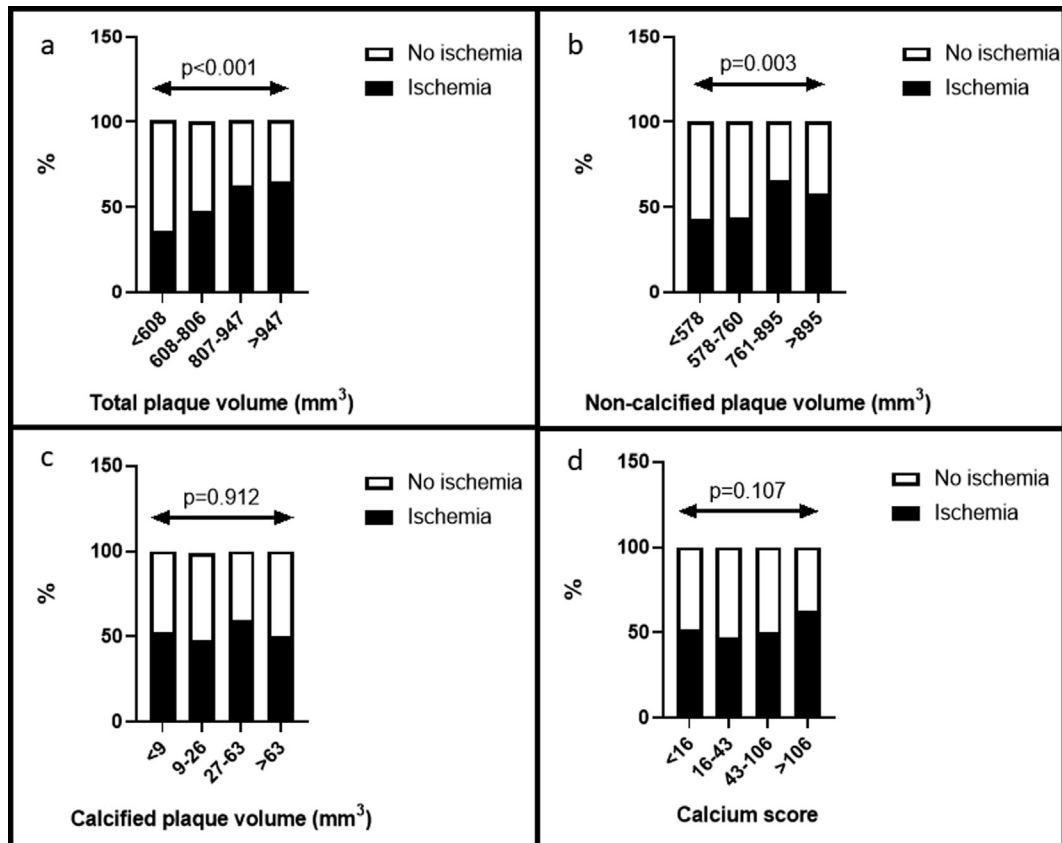 a
150
100
50
0
%
p<0.001
No ischemia
Ischemia
<608
608-806
807-947
>947
Total plaque volume (mm³)
b
150
100
50
0
%
p=0.003
No ischemia
Ischemia
<578
578-760
761-895
>895
Non-calcified plaque volume (mm³)
c
150
100
50
0
%
p=0.912
No ischemia
Ischemia
<9
9-26
27-63
>63
Calcified plaque volume (mm³)
d
150
100
50
0
%
p=0.107
No ischemia
Ischemia
<16
16-43
43-106
>106
Calcium score